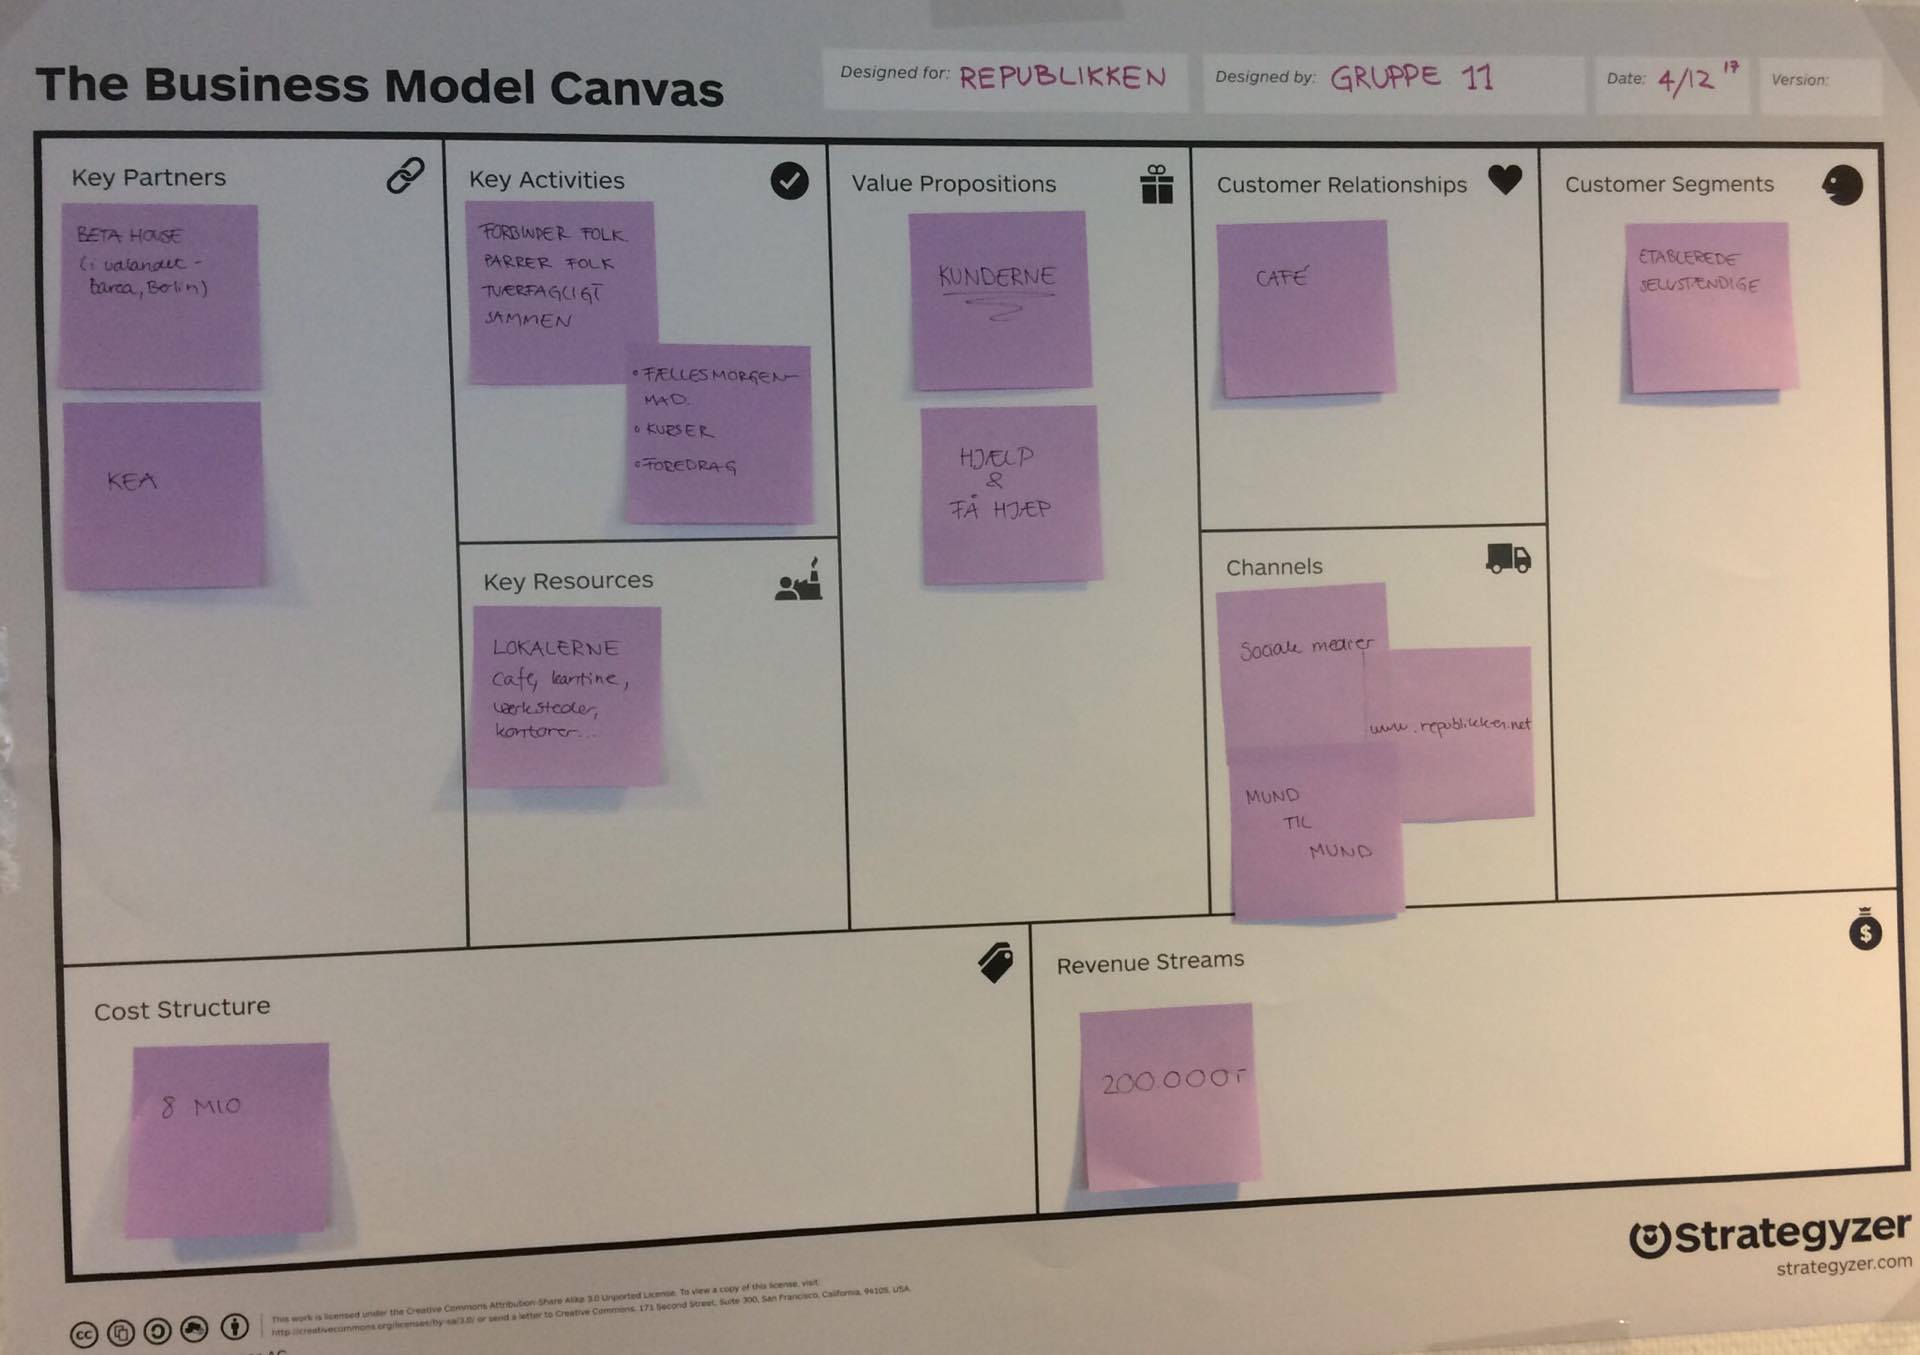 The Business Model Canvas
Designed for: REPUBLIKKEN
Designed by: GRUPPE 11
Date: 4/12 17
Version:
Key Partners
BETA HOUSE
(i udlandet -
barca, Berlin)
KEA
Key Activities
FORBINDER FOLK
PARRER FOLK
TVÆRFAGLIGT
SAMMEN
• FÆLLESMORGEN-
MAD.
• KURSER
• FOREDRAG
Key Resources
LOKALERNE
café, kantine,
værksteder,
kontorer...
Value Propositions
KUNDERNE
HJÆLP
&
FÅ HJÆP
Customer Relationships
CAFÉ
Channels
Sociale medier
www.republikken.net
MUND
TIL
MUND
Customer Segments
ETABLEREDE
SELVSTÆNDIGE
Cost Structure
8 MIO
Revenue Streams
200.000
Strategyzer
strategyzer.com
cc
This work is licensed under the Creative Commons Attribution-Share Alike 3.0 Unported License. To view a copy of this license, visit:
http://creativecommons.org/licenses/by-sa/3.0/ or send a letter to Creative Commons, 171 Second Street, Suite 300, San Francisco, California, 94105, USA.